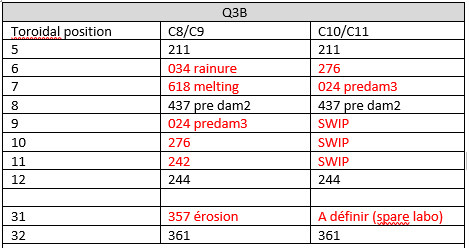 Q3B
Toroidal position C8/C9 C10/C11
5 211 211
6 034 rainure 276
7 618 melting 024 predam3
8 437 pre dam2 437 pre dam2
9 024 predam3 SWIP
10 276 SWIP
11 242 SWIP
12 244 244
31 357 érosion A définir (spare labo)
32 361 361